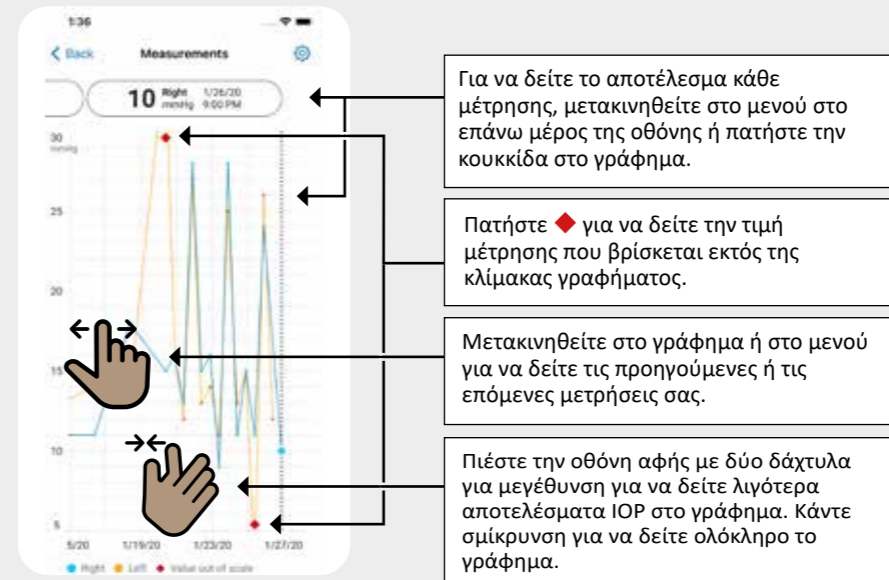 1:36
Back Measurements
10 Right 1/26/20
mmHg 9:00 PM
30
mmHg
25
20
15
10
5
5/20 1/19/20 1/23/20 1/27/20
Right Left Value out of scale
Για να δείτε το αποτέλεσμα κάθε
μέτρησης, μετακινηθείτε στο μενού στο
επάνω μέρος της οθόνης ή πατήστε την
κουκκίδα στο γράφημα.
Πατήστε για να δείτε την τιμή
μέτρησης που βρίσκεται εκτός της
κλίμακας γραφήματος.
Μετακινηθείτε στο γράφημα ή στο μενού
για να δείτε τις προηγούμενες ή τις
επόμενες μετρήσεις σας.
Πιέστε την οθόνη αφής με δύο δάχτυλα
για μεγέθυνση για να δείτε λιγότερα
αποτελέσματα IOP στο γράφημα. Κάντε
σμίκρυνση για να δείτε ολόκληρο το
γράφημα.